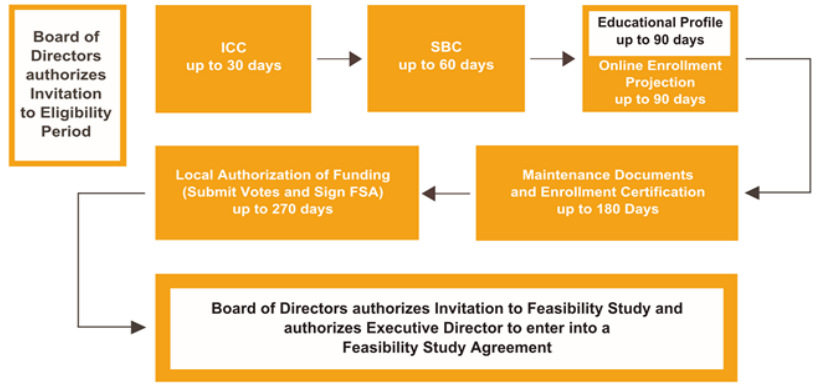 Board of
Directors
authorizes
Invitation
to Eligibility
Period
ICC
up to 30 days
SBC
up to 60 days
Educational Profile
up to 90 days
Online Enrollment
Projection
up to 90 days
Local Authorization of Funding
(Submit Votes and Sign FSA)
up to 270 days
Maintenance Documents
and Enrollment Certification
up to 180 Days
Board of Directors authorizes Invitation to Feasibility Study and
authorizes Executive Director to enter into a
Feasibility Study Agreement